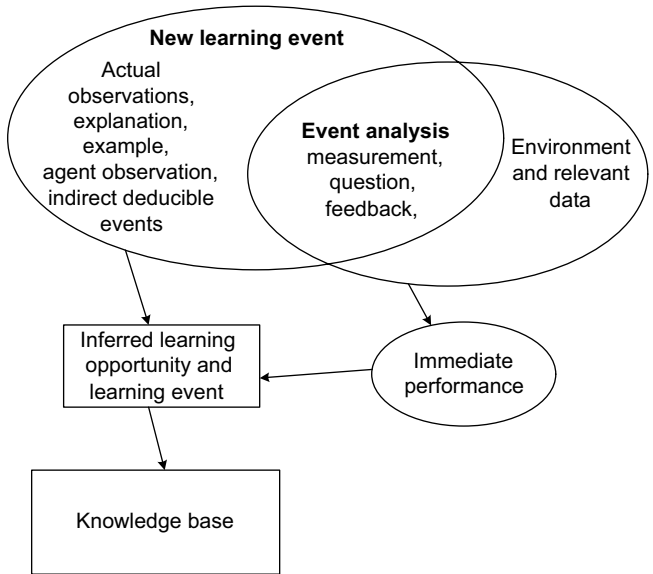 New learning event
Actual
observations,
explanation,
example,
agent observation,
indirect deducible
events
Event analysis
measurement,
question,
feedback,
Environment
and relevant
data
Inferred learning
opportunity and
learning event
Immediate
performance
Knowledge base